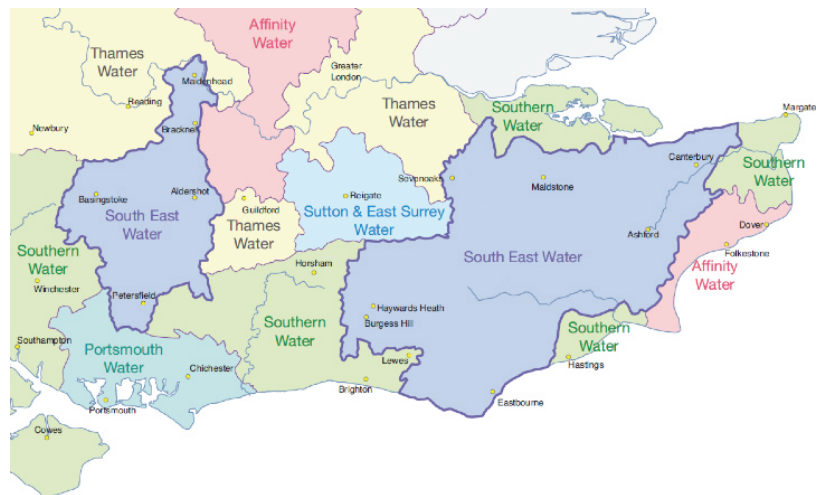 Affinity
Water
Thames
Water
Greater
London
Maidenhead
Reading
Thames
Water
Southern
Water
Margate
Newbury
Bracknell
Canterbury
Southern
Water
Sevenoaks
Maidstone
Basingstoke
Aldershot
Reigate
Guildford
South East
Water
Sutton & East Surrey
Water
Thames
Water
Dover
Ashford
Folkestone
Southern
Water
Winchester
Horsham
South East Water
Affinity
Water
Petersfield
Haywards Heath
Burgess Hill
Southern
Water
Southern
Water
Southampton
Portsmouth
Water
Lewes
Hastings
Chichester
Brighton
Eastbourne
Portsmouth
Cowes